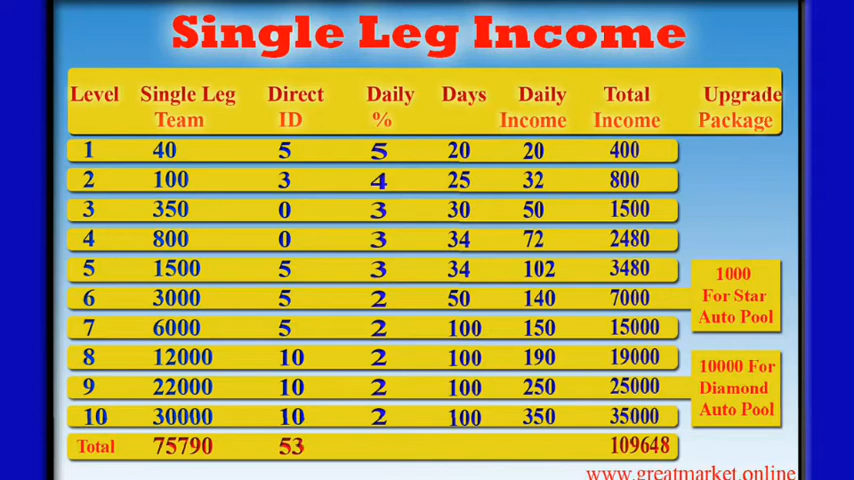 Single Leg Income
Level Single Leg Direct Daily Days Daily Total Upgrade
Team ID % Income Income Package
1 40 5 5 20 20 400
2 100 3 4 25 32 800
3 350 0 3 30 50 1500
4 800 0 3 34 72 2480
5 1500 5 3 34 102 3480
6 3000 5 2 50 140 7000
7 6000 5 2 100 150 15000
8 12000 10 2 100 190 19000
9 22000 10 2 100 250 25000
10 30000 10 2 100 350 35000
Total 75790 53 109648
1000
For Star
Auto Pool
10000 For
Diamond
Auto Pool
www.greatmarket.online